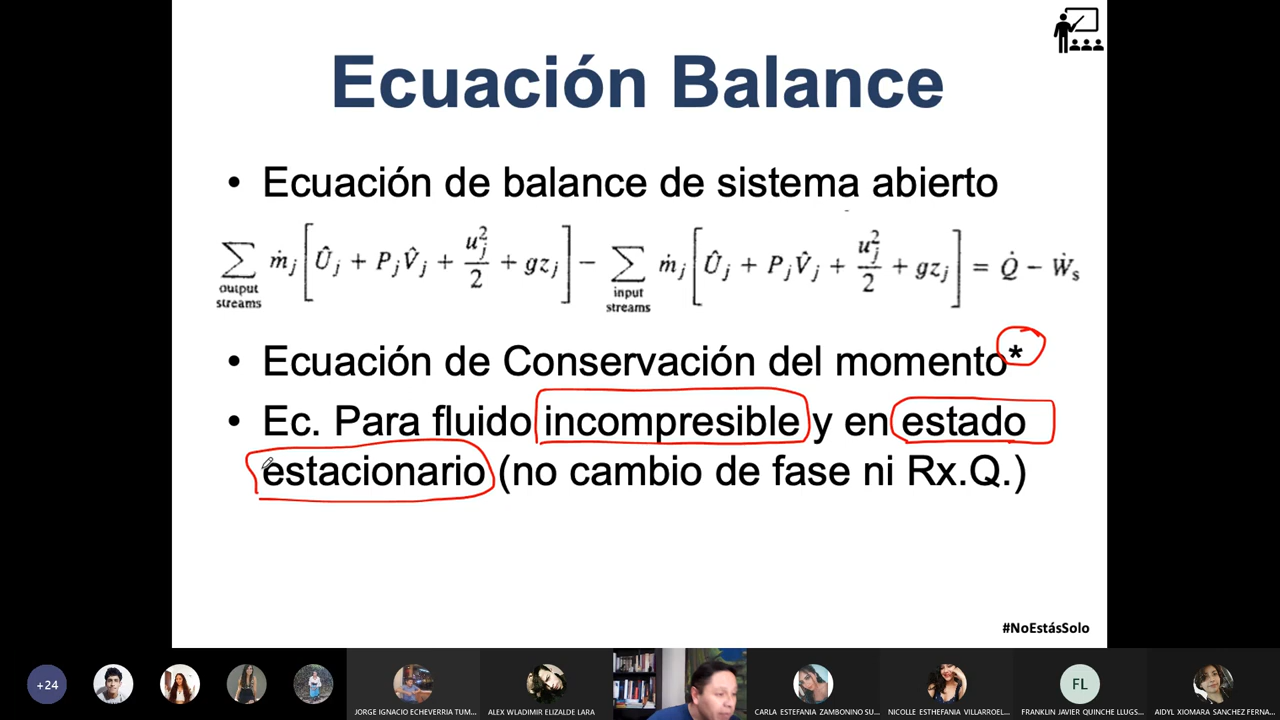 Ecuación Balance
• Ecuación de balance de sistema abierto
∑ ṁj [Ûj + PjV̂j + uj²/2 + gzj] − ∑ ṁj [Ûj + PjV̂j + uj²/2 + gzj] = Q̇ − Ẇs
output streams
input streams
• Ecuación de Conservación del momento*
• Ec. Para fluido incompresible y en estado
estacionario (no cambio de fase ni Rx.Q.)
#NoEstásSolo
+24
JORGE IGNACIO ECHEVERRIA TUM...
ALEX WLADIMIR ELIZALDE LARA
CARLA ESTEFANIA ZAMBONINO SU...
NICOLLE ESTHEFANIA VILLARROEL...
FL
FRANKLIN JAVIER QUINCHE LLUGS...
AIDYL XIOMARA SANCHEZ FERNA...